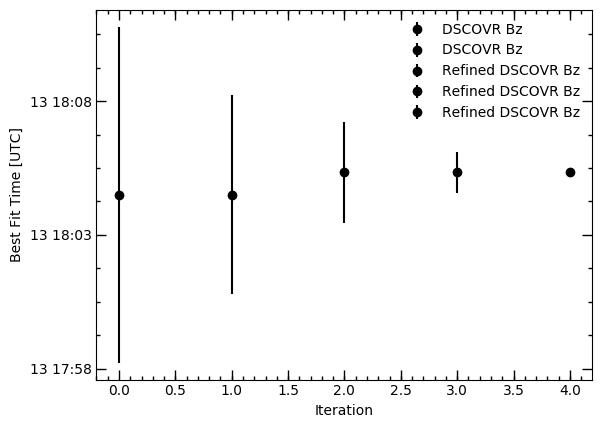 DSCOVR Bz
DSCOVR Bz
Refined DSCOVR Bz
Refined DSCOVR Bz
Refined DSCOVR Bz
13 18:08
13 18:03
13 17:58
Best Fit Time [UTC]
0.0 0.5 1.0 1.5 2.0 2.5 3.0 3.5 4.0
Iteration